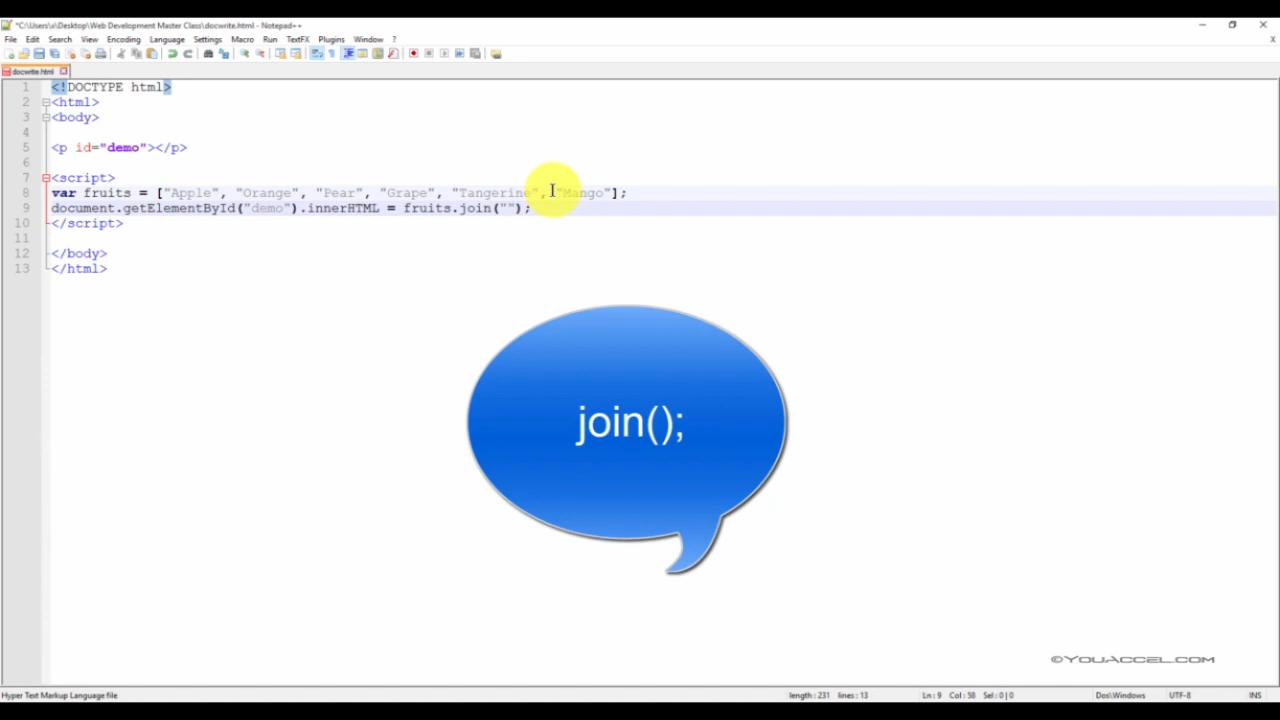 *C:\Users\x\Desktop\Web Development Master Class\docwrite.html - Notepad++
File Edit Search View Encoding Language Settings Macro Run TextFX Plugins Window ?
X
docwrite.html
1 <!DOCTYPE html>
2 <html>
3 <body>
4
5 <p id="demo"></p>
6
7 <script>
8 var fruits = ["Apple", "Orange", "Pear", "Grape", "Tangerine", "Mango"];
9 document.getElementById("demo").innerHTML = fruits.join("");
10 </script>
11
12 </body>
13 </html>
join();
©YOUACCEL.COM
Hyper Text Markup Language file length : 231 lines : 13 Ln : 9 Col : 58 Sel : 0 | 0 Dos\Windows UTF-8 INS